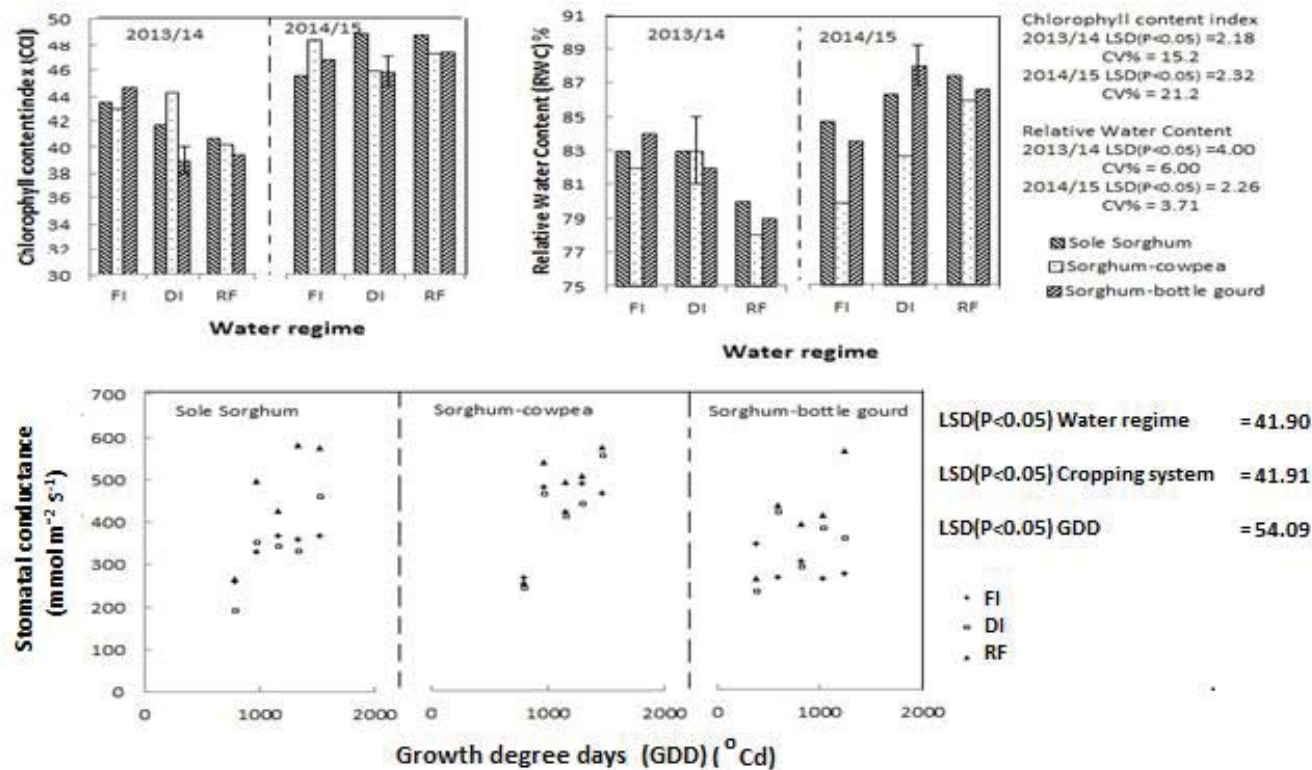 Chlorophyll contentindex (CCI)
50
48
46
44
42
40
38
36
34
32
30
2013/14
2014/15
FI DI RF FI DI RF
Water regime
Relative Water Content (RWC)%
91
89
87
85
83
81
79
77
75
2013/14
2014/15
FI DI RF FI DI RF
Water regime
Chlorophyll content index
2013/14 LSD(P<0.05) =2.18
CV% = 15.2
2014/15 LSD(P<0.05) =2.32
CV% = 21.2
Relative Water Content
2013/14 LSD(P<0.05) =4.00
CV% = 6.00
2014/15 LSD(P<0.05) = 2.26
CV% = 3.71
Sole Sorghum
Sorghum-cowpea
Sorghum-bottle gourd
Stomatal conductance
(mmol m⁻² S⁻¹)
700
600
500
400
300
200
100
0
Sole Sorghum
Sorghum-cowpea
Sorghum-bottle gourd
0 1000 2000 0 1000 2000 0 1000 2000
Growth degree days (GDD) (°Cd)
LSD(P<0.05) Water regime =41.90
LSD(P<0.05) Cropping system =41.91
LSD(P<0.05) GDD =54.09
FI
DI
RF